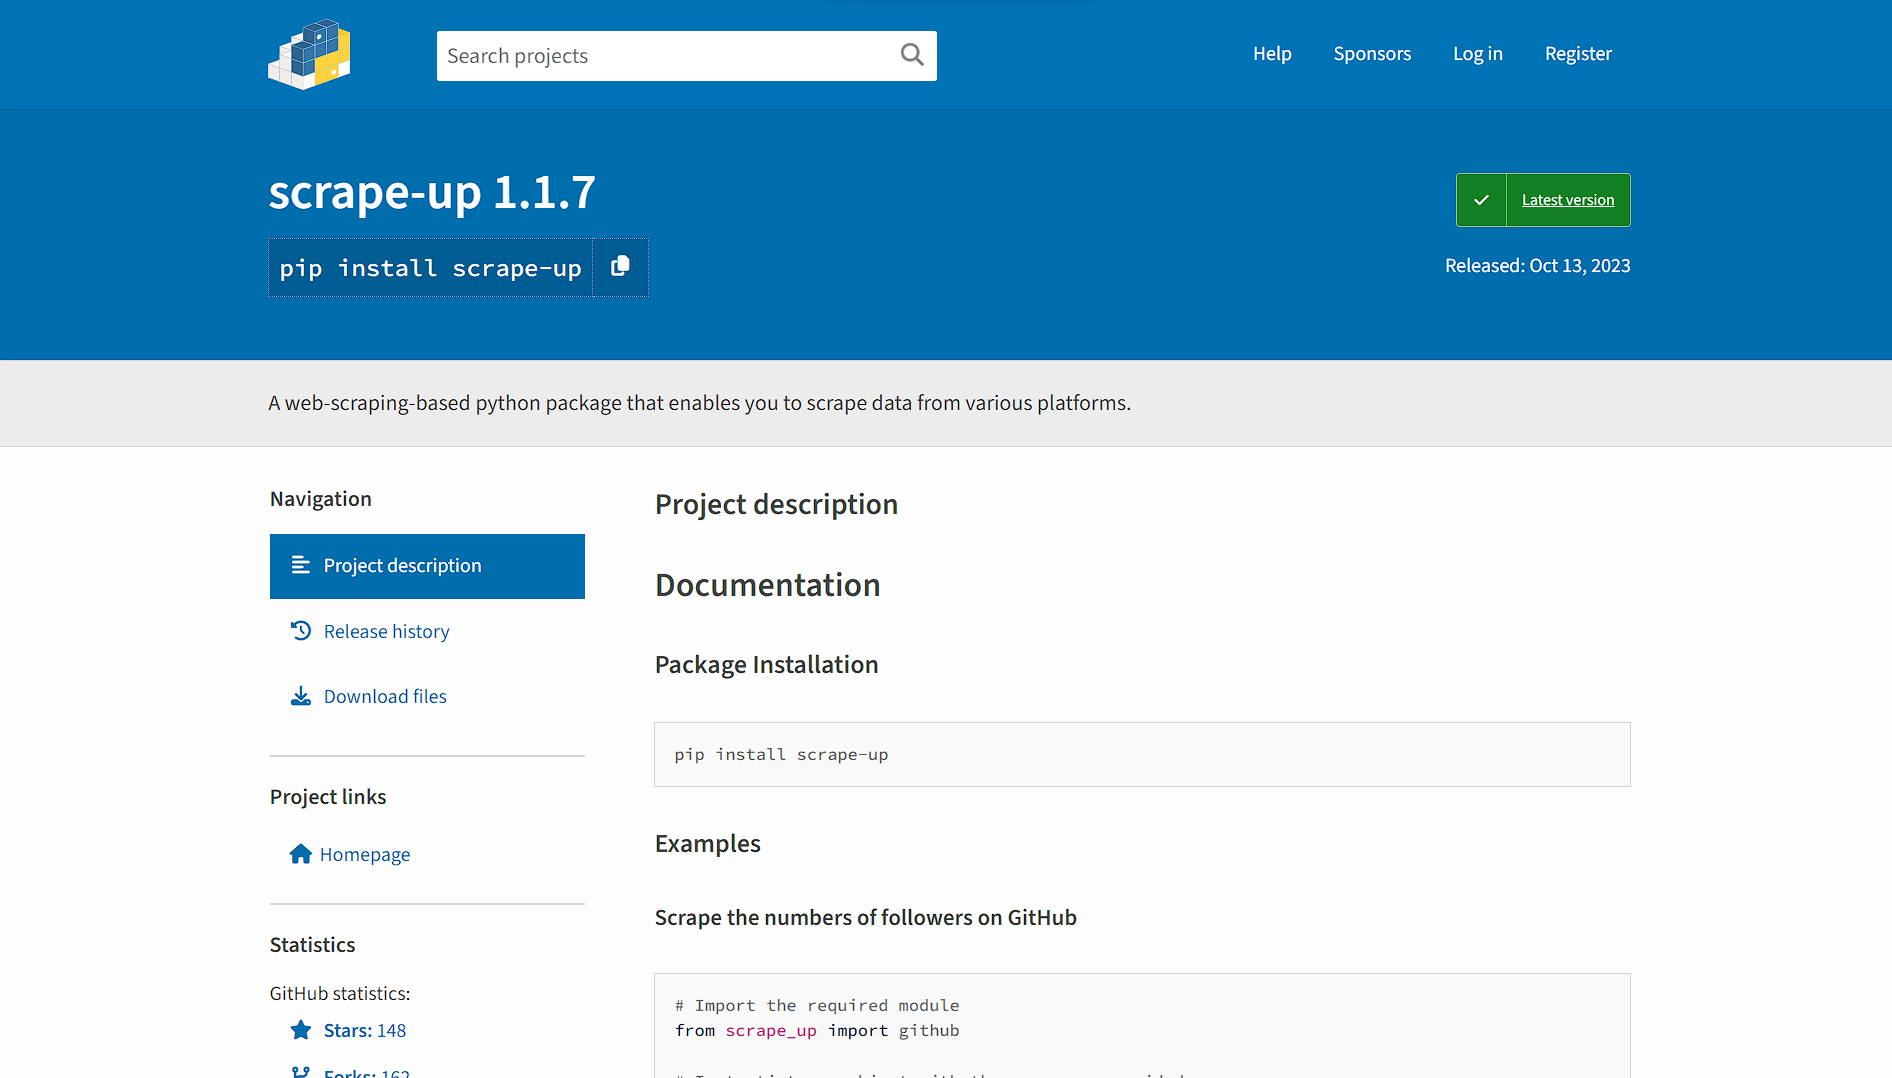 Search projects
Help
Sponsors
Log in
Register
scrape-up 1.1.7
pip install scrape-up
Latest version
Released: Oct 13, 2023
A web-scraping-based python package that enables you to scrape data from various platforms.
Navigation
Project description
Release history
Download files
Project links
Homepage
Statistics
GitHub statistics:
Stars: 148
Forks: 162
Project description
Documentation
Package Installation
pip install scrape-up
Examples
Scrape the numbers of followers on GitHub
# Import the required module
from scrape_up import github